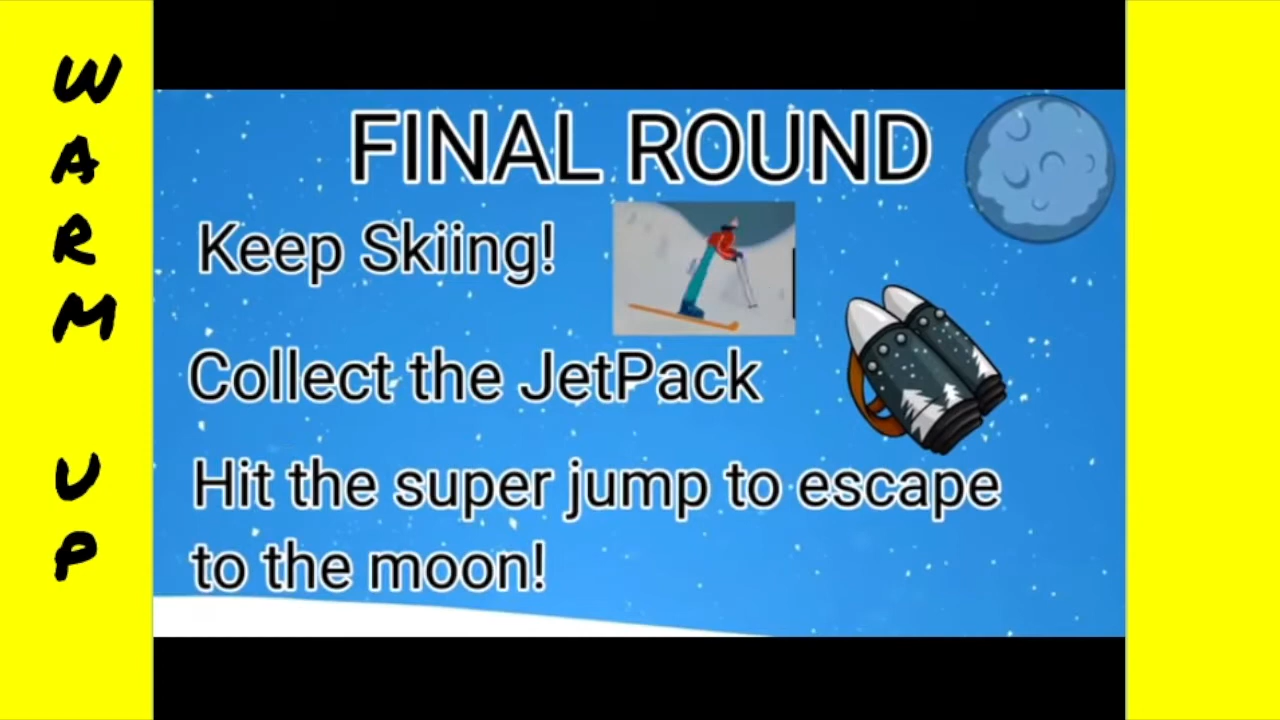 WARM UP
FINAL ROUND
Keep Skiing!
Collect the JetPack
Hit the super jump to escape
to the moon!